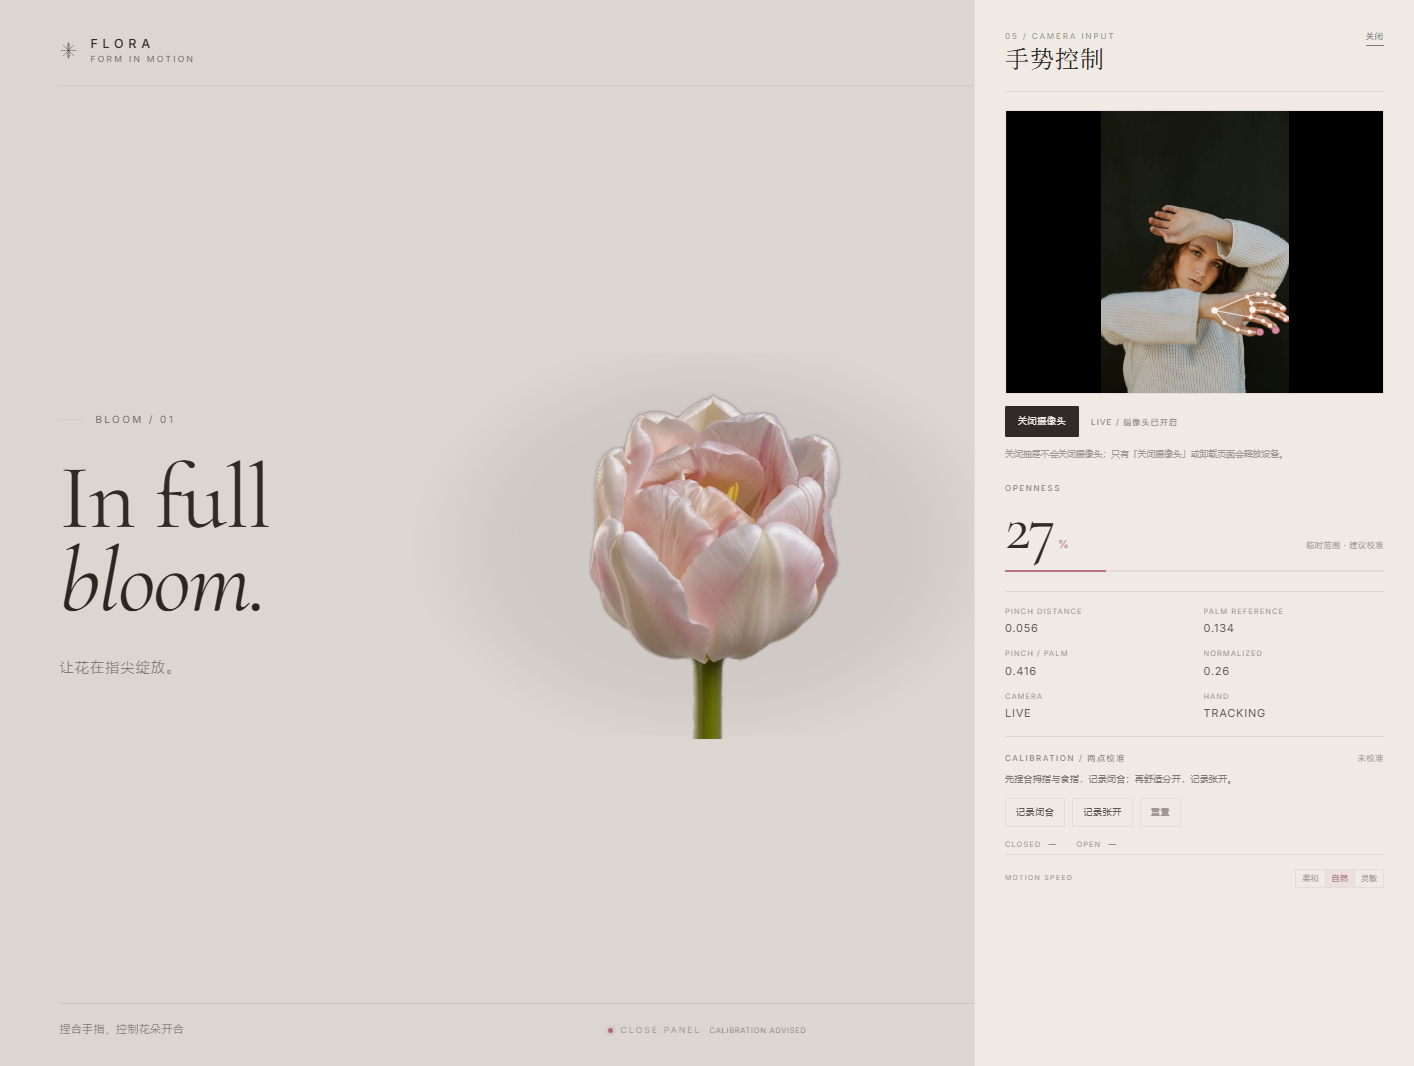 FLORA
FORM IN MOTION
BLOOM / 01
In full
bloom.
让花在指尖绽放。
捏合手指，控制花朵开合
CLOSE PANEL CALIBRATION ADVISED
05 / CAMERA INPUT
关闭
手势控制
关闭摄像头
LIVE / 摄像头已开启
关闭抽屉不会关闭摄像头；只有「关闭摄像头」或卸载页面会释放设备。
OPENNESS
27 %
临时范围 · 建议校准
PINCH DISTANCE
0.056
PALM REFERENCE
0.134
PINCH / PALM
0.416
NORMALIZED
0.26
CAMERA
LIVE
HAND
TRACKING
CALIBRATION / 两点校准
未校准
先捏合拇指与食指，记录闭合；再舒适分开，记录张开。
记录闭合
记录张开
重置
CLOSED —
OPEN —
MOTION SPEED
柔和
自然
灵敏